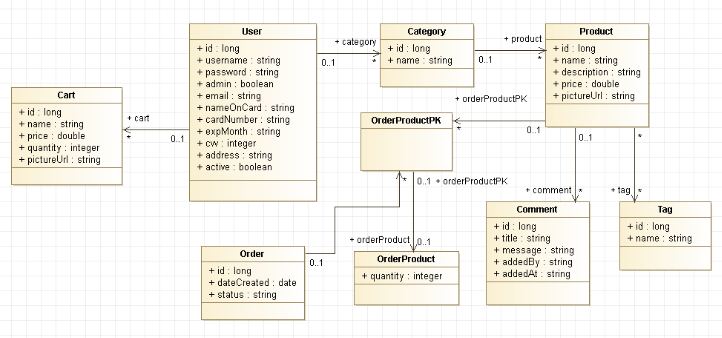 User
+ id : long
+ username : string
+ password : string
+ admin : boolean
+ email : string
+ nameOnCard : string
+ cardNumber : string
+ expMonth : string
+ cw : integer
+ address : string
+ active : boolean
+ category
0..1
*
Category
+ id : long
+ name : string
+ product
0..1
*
Product
+ id : long
+ name : string
+ description : string
+ price : double
+ pictureUrl : string
Cart
+ id : long
+ name : string
+ price : double
+ quantity : integer
+ pictureUrl : string
+ cart
*
0..1
+ orderProductPK
*
0..1
OrderProductPK
0..1
*
0..1
+ orderProductPK
*
0..1
+ comment
*
+ tag
*
Order
+ id : long
+ dateCreated : date
+ status : string
0..1
+ orderProduct
0..1
OrderProduct
+ quantity : integer
Comment
+ id : long
+ title : string
+ message : string
+ addedBy : string
+ addedAt : string
Tag
+ id : long
+ name : string